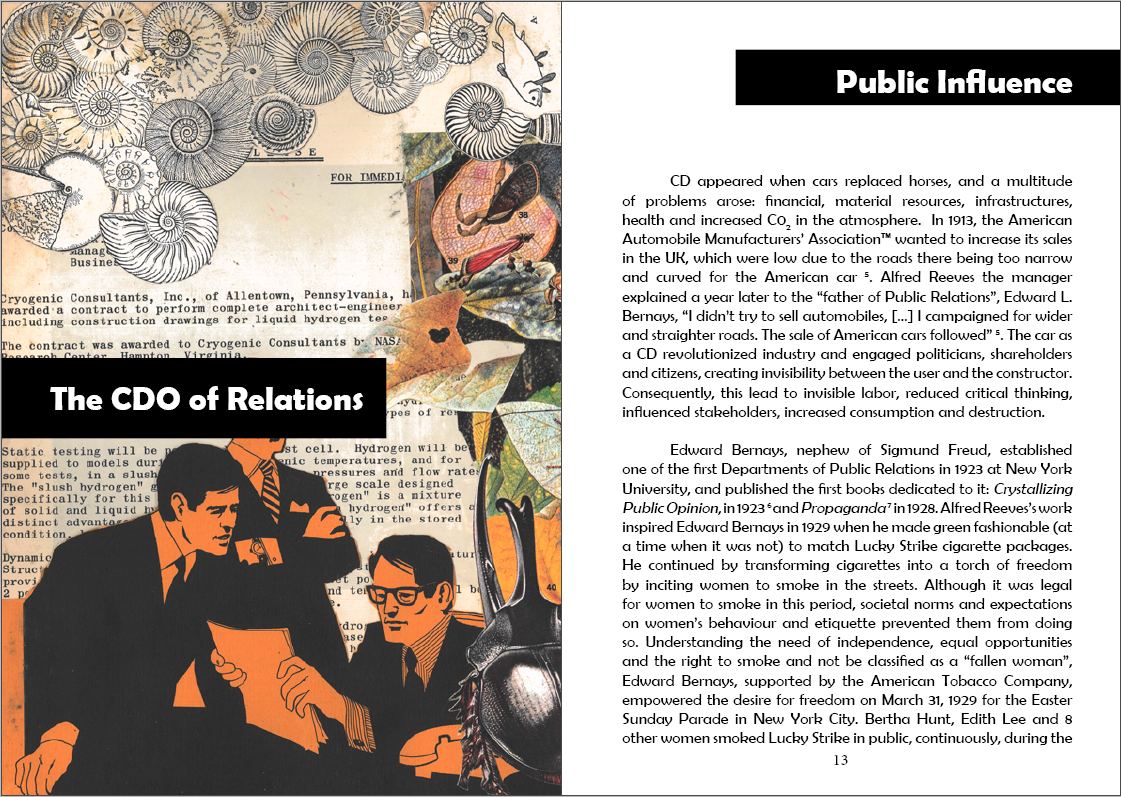 L E A S E
FOR IMMEDIA
Manag
Busine
Cryogenic Consultants, Inc., of Allentown, Pennsylvania, h
awarded a contract to perform complete architect-engineer
including construction drawings for liquid hydrogen tes
The contract was awarded to Cryogenic Consultants by NASA
Research Center, Hampton, Virginia.
The CDO of Relations
ypes of res
Static testing will be pe st cell. Hydrogen will be
supplied to models duri enic temperatures, and for
some tests, in a slush pressures and flow rates
The "slush hydrogen" g rge scale designed
specifically for this rogen" is a mixture
of solid and liquid hy hydrogen" offers a
distinct advantage ly in the stored
condition.
Dynamic
Struct
provi
2 p
38
39
40
Public Influence
CD appeared when cars replaced horses, and a multitude
of problems arose: financial, material resources, infrastructures,
health and increased Co₂ in the atmosphere. In 1913, the American
Automobile Manufacturers’ Association™ wanted to increase its sales
in the UK, which were low due to the roads there being too narrow
and curved for the American car ⁵. Alfred Reeves the manager
explained a year later to the “father of Public Relations”, Edward L.
Bernays, “I didn’t try to sell automobiles, [...] I campaigned for wider
and straighter roads. The sale of American cars followed” ⁵. The car as
a CD revolutionized industry and engaged politicians, shareholders
and citizens, creating invisibility between the user and the constructor.
Consequently, this lead to invisible labor, reduced critical thinking,
influenced stakeholders, increased consumption and destruction.
Edward Bernays, nephew of Sigmund Freud, established
one of the first Departments of Public Relations in 1923 at New York
University, and published the first books dedicated to it: Crystallizing
Public Opinion, in 1923 ⁶ and Propaganda ⁷ in 1928. Alfred Reeves’s work
inspired Edward Bernays in 1929 when he made green fashionable (at
a time when it was not) to match Lucky Strike cigarette packages.
He continued by transforming cigarettes into a torch of freedom
by inciting women to smoke in the streets. Although it was legal
for women to smoke in this period, societal norms and expectations
on women’s behaviour and etiquette prevented them from doing
so. Understanding the need of independence, equal opportunities
and the right to smoke and not be classified as a “fallen woman”,
Edward Bernays, supported by the American Tobacco Company,
empowered the desire for freedom on March 31, 1929 for the Easter
Sunday Parade in New York City. Bertha Hunt, Edith Lee and 8
other women smoked Lucky Strike in public, continuously, during the
13